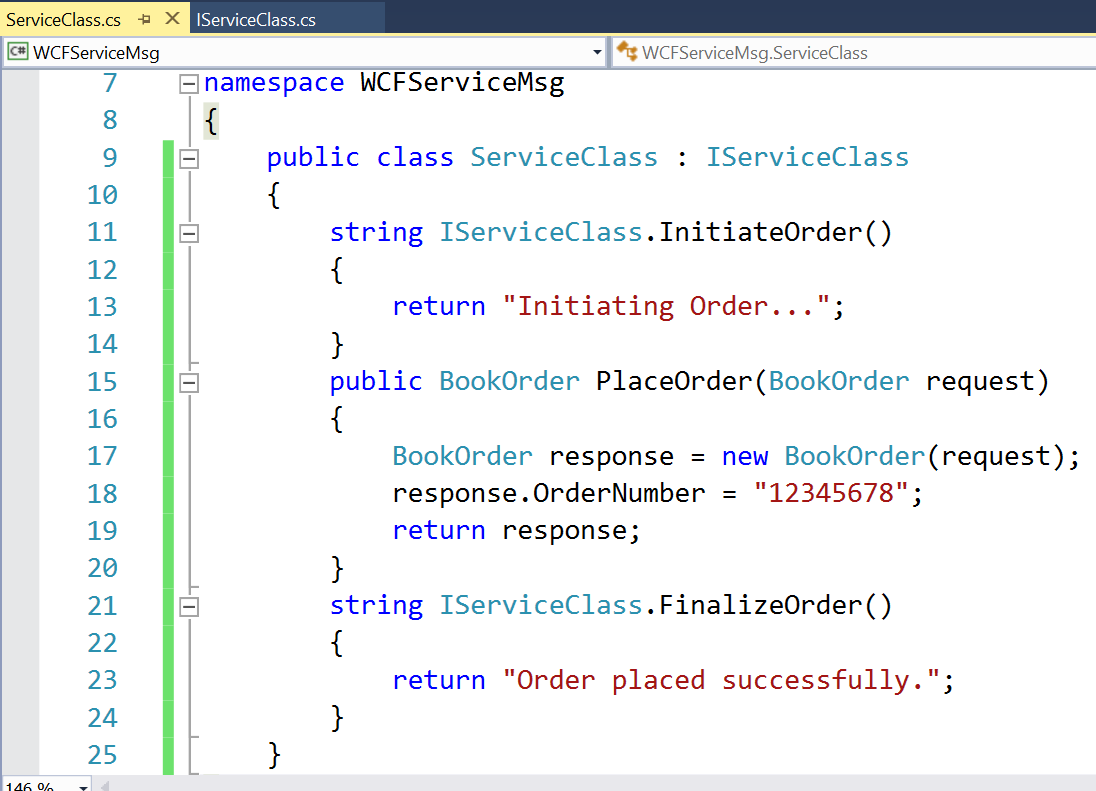 ServiceClass.cs IServiceClass.cs
C# WCFServiceMsg WCFServiceMsg.ServiceClass
7 namespace WCFServiceMsg
8 {
9 public class ServiceClass : IServiceClass
10 {
11 string IServiceClass.InitiateOrder()
12 {
13 return "Initiating Order...";
14 }
15 public BookOrder PlaceOrder(BookOrder request)
16 {
17 BookOrder response = new BookOrder(request);
18 response.OrderNumber = "12345678";
19 return response;
20 }
21 string IServiceClass.FinalizeOrder()
22 {
23 return "Order placed successfully.";
24 }
25 }
146 %